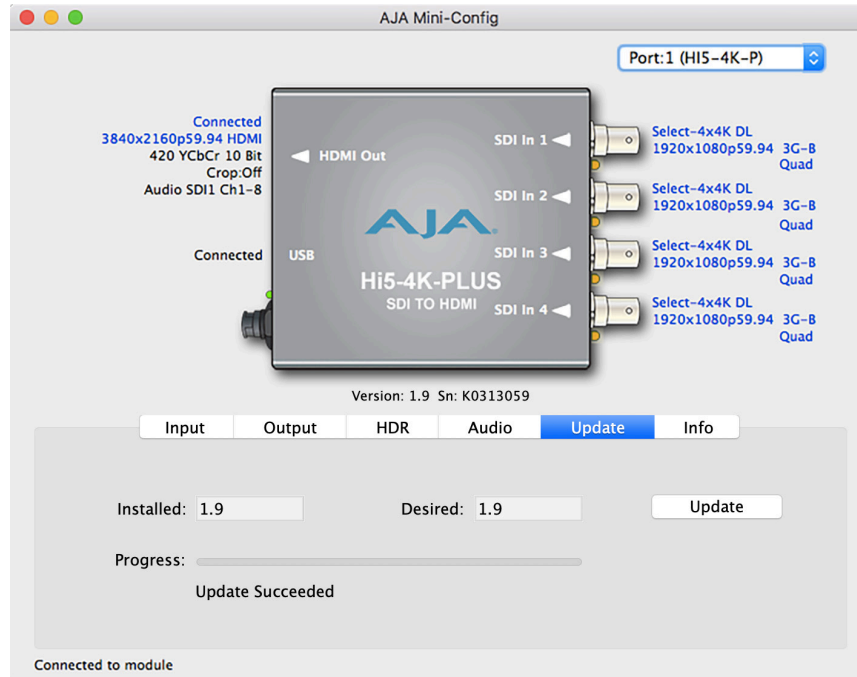 AJA Mini-Config
Port:1 (HI5-4K-P)
Connected
3840x2160p59.94 HDMI
420 YCbCr 10 Bit
Crop:Off
Audio SDI1 Ch1-8
Connected
HDMI Out
USB
AJA
Hi5-4K-PLUS
SDI TO HDMI
SDI In 1
SDI In 2
SDI In 3
SDI In 4
Select-4x4K DL
1920x1080p59.94 3G-B
Quad
Select-4x4K DL
1920x1080p59.94 3G-B
Quad
Select-4x4K DL
1920x1080p59.94 3G-B
Quad
Select-4x4K DL
1920x1080p59.94 3G-B
Quad
Version: 1.9 Sn: K0313059
Input Output HDR Audio Update Info
Installed: 1.9 Desired: 1.9 Update
Progress:
Update Succeeded
Connected to module